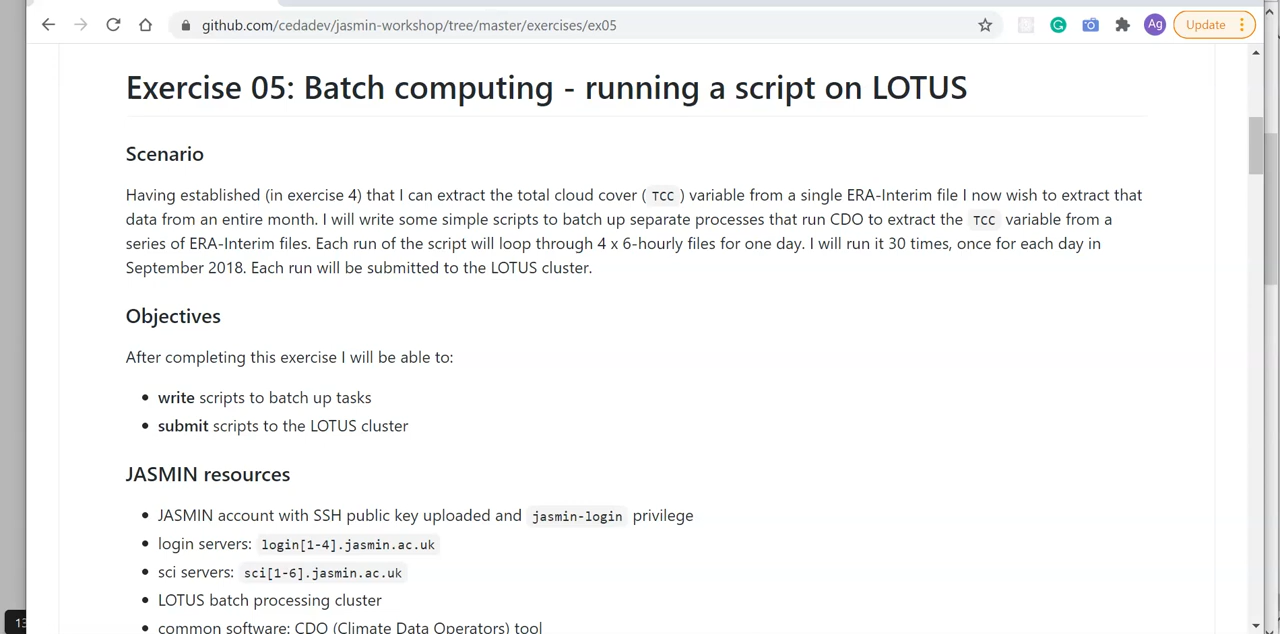 github.com/cedadev/jasmin-workshop/tree/master/exercises/ex05
Ag
Update
Exercise 05: Batch computing - running a script on LOTUS
Scenario
Having established (in exercise 4) that I can extract the total cloud cover ( TCC ) variable from a single ERA-Interim file I now wish to extract that
data from an entire month. I will write some simple scripts to batch up separate processes that run CDO to extract the TCC variable from a
series of ERA-Interim files. Each run of the script will loop through 4 x 6-hourly files for one day. I will run it 30 times, once for each day in
September 2018. Each run will be submitted to the LOTUS cluster.
Objectives
After completing this exercise I will be able to:
• write scripts to batch up tasks
• submit scripts to the LOTUS cluster
JASMIN resources
• JASMIN account with SSH public key uploaded and jasmin-login privilege
• login servers: login[1-4].jasmin.ac.uk
• sci servers: sci[1-6].jasmin.ac.uk
• LOTUS batch processing cluster
• common software: CDO (Climate Data Operators) tool